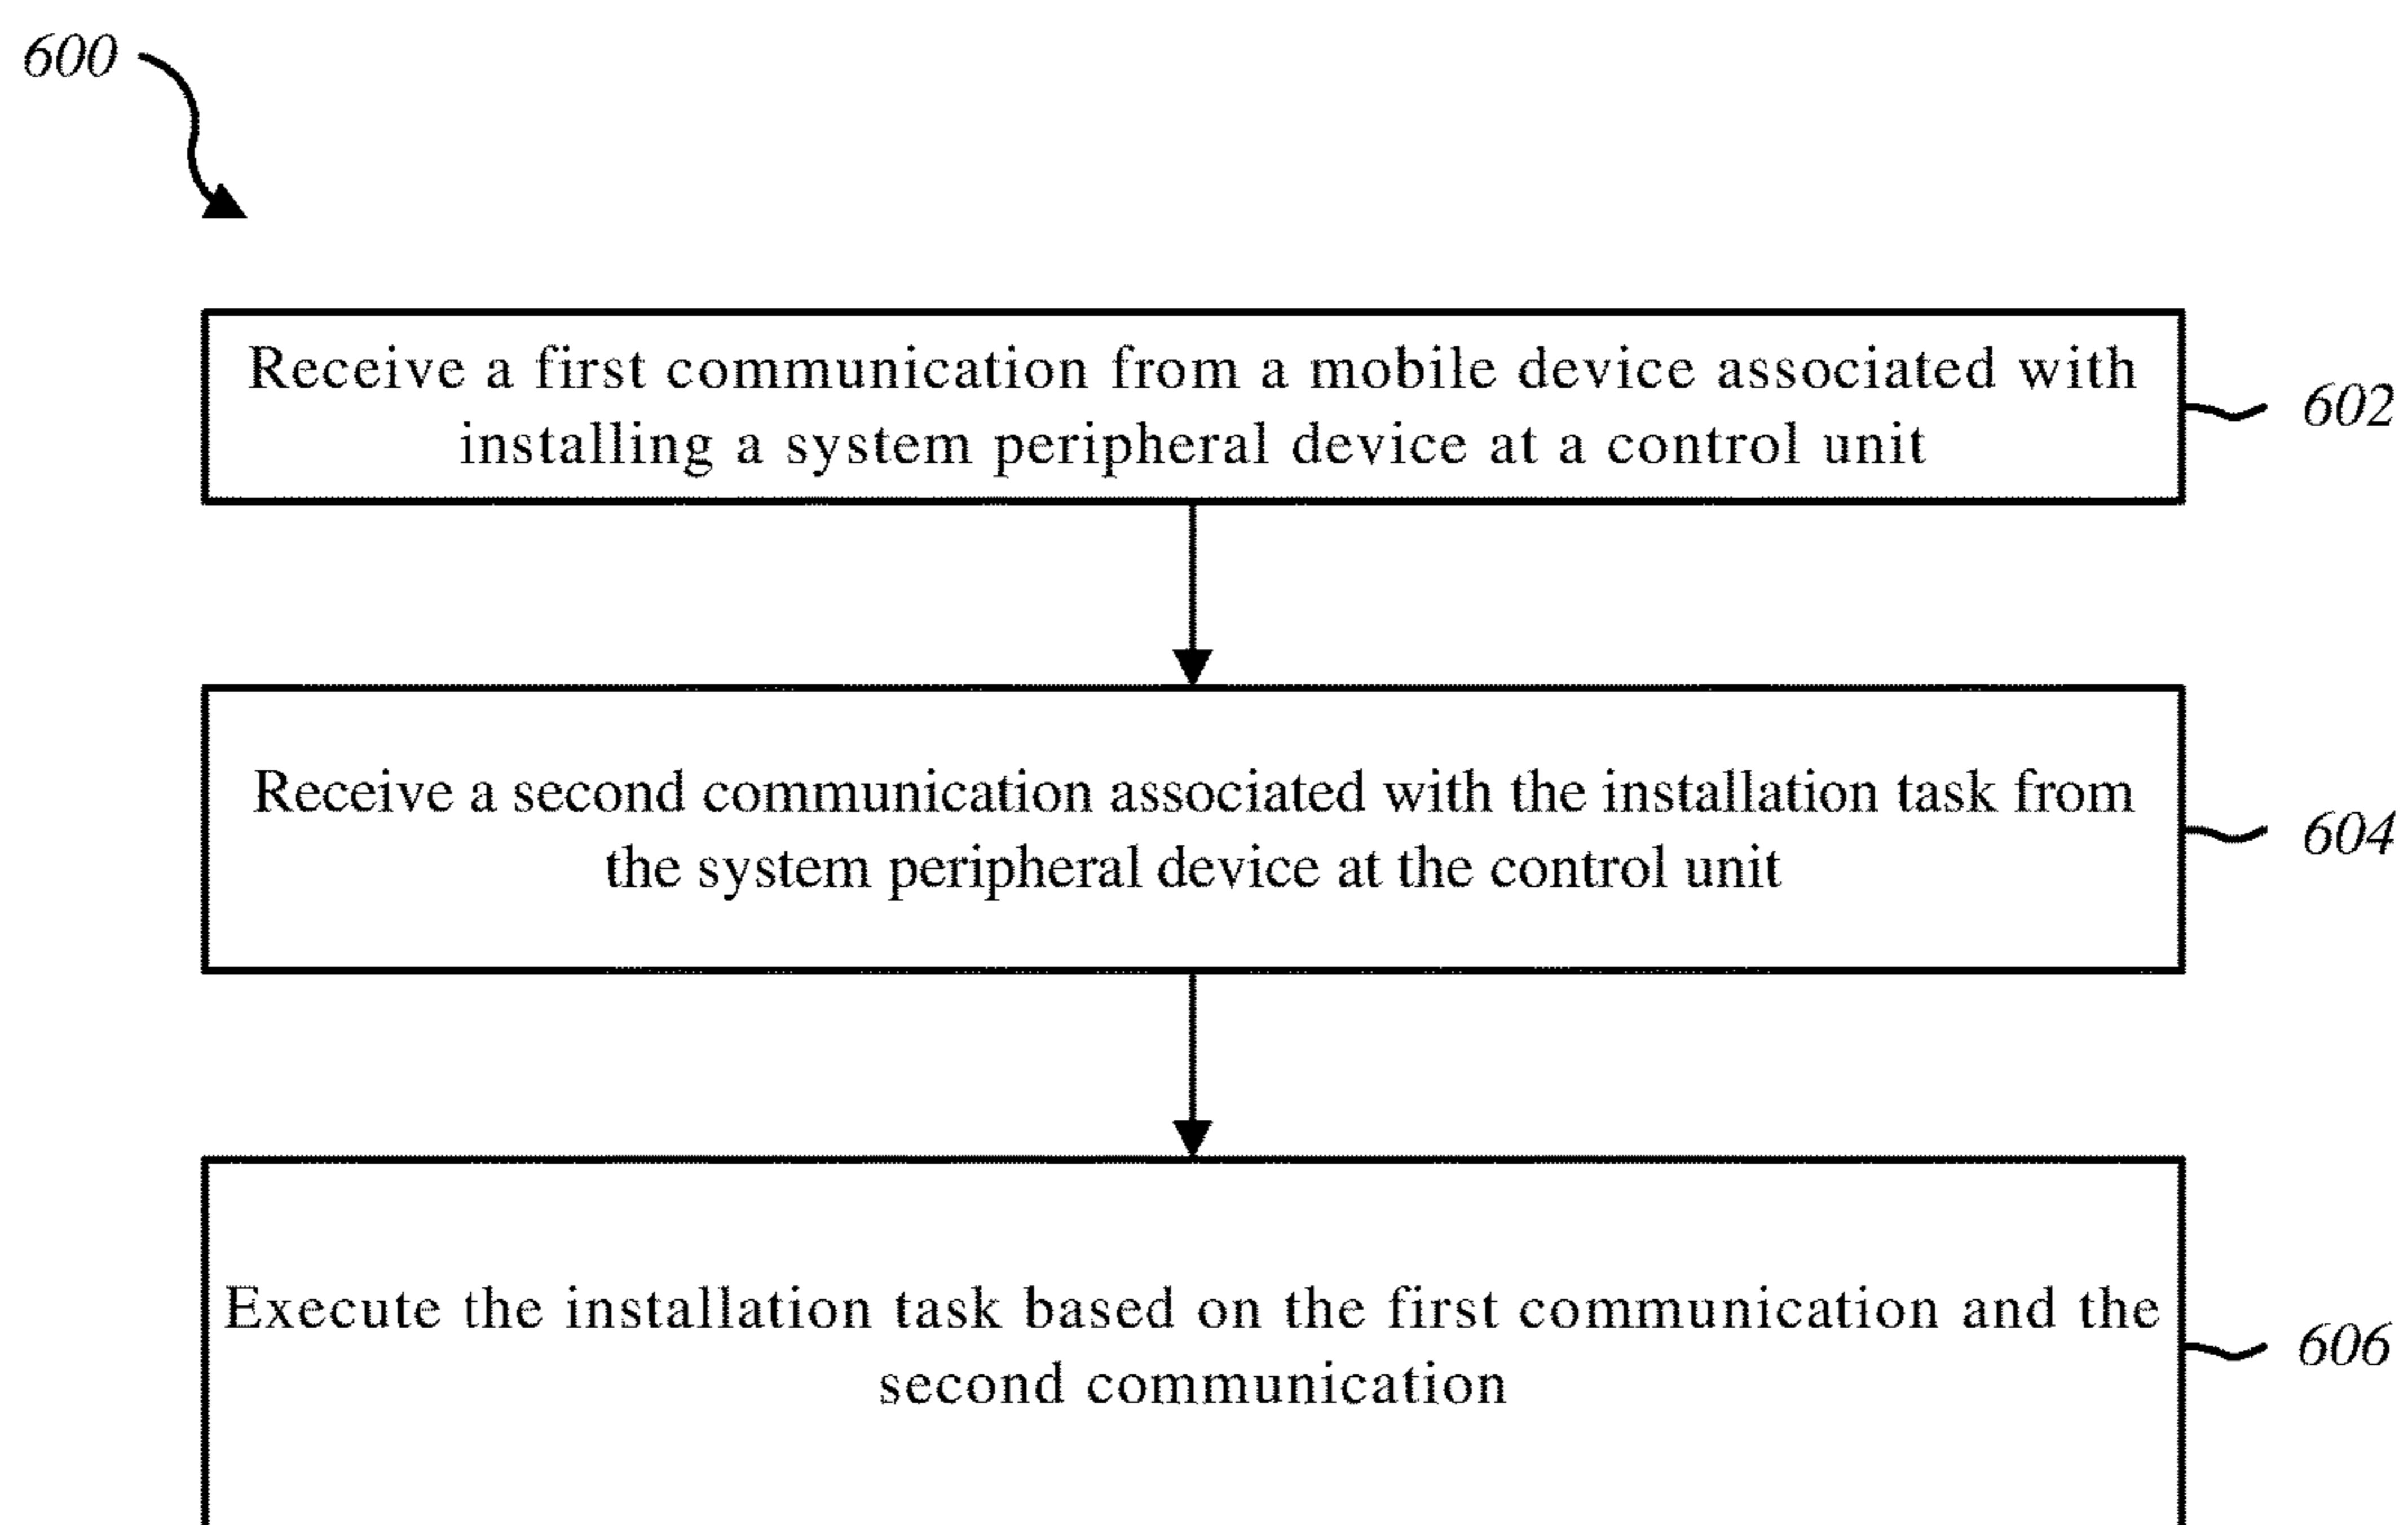 600
Receive a first communication from a mobile device associated with
installing a system peripheral device at a control unit
602
Receive a second communication associated with the installation task from
the system peripheral device at the control unit
604
Execute the installation task based on the first communication and the
second communication
606